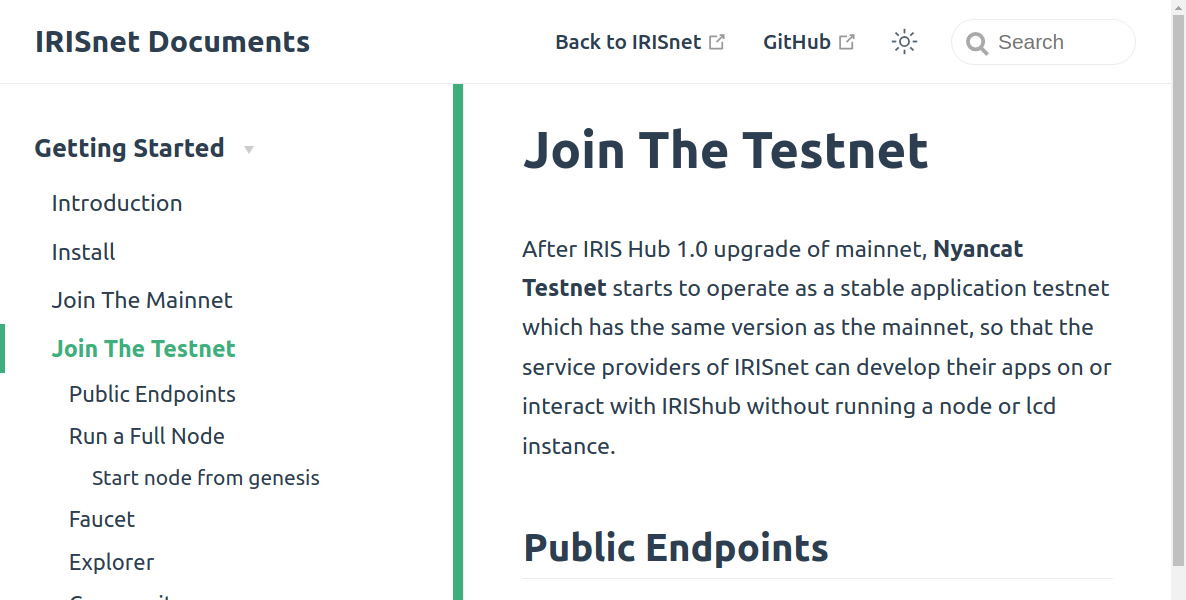 IRISnet Documents
Back to IRISnet
GitHub
Search
Getting Started
Introduction
Install
Join The Mainnet
Join The Testnet
Public Endpoints
Run a Full Node
Start node from genesis
Faucet
Explorer
Join The Testnet
After IRIS Hub 1.0 upgrade of mainnet, Nyancat
Testnet starts to operate as a stable application testnet
which has the same version as the mainnet, so that the
service providers of IRISnet can develop their apps on or
interact with IRIShub without running a node or lcd
instance.
Public Endpoints